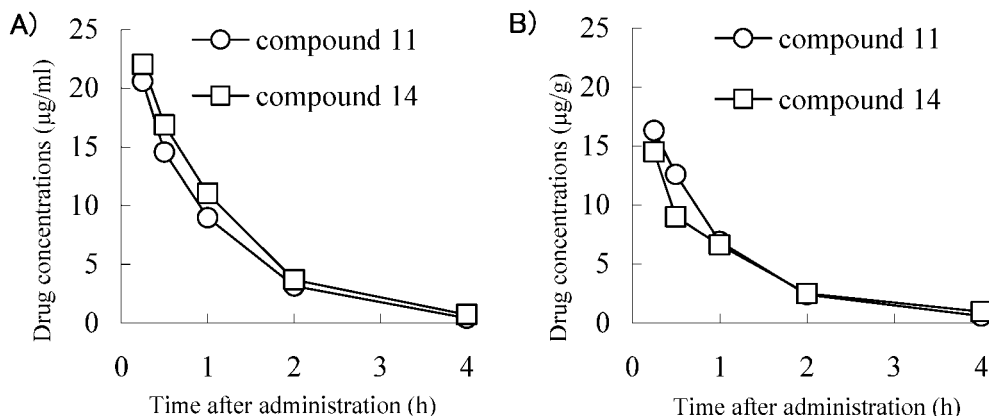 A)
25
20
15
10
5
0
Drug concentrations (μg/ml)
compound 11
compound 14
0 1 2 3 4
Time after administration (h)
B)
25
20
15
10
5
0
Drug concentrations (μg/g)
compound 11
compound 14
0 1 2 3 4
Time after administration (h)